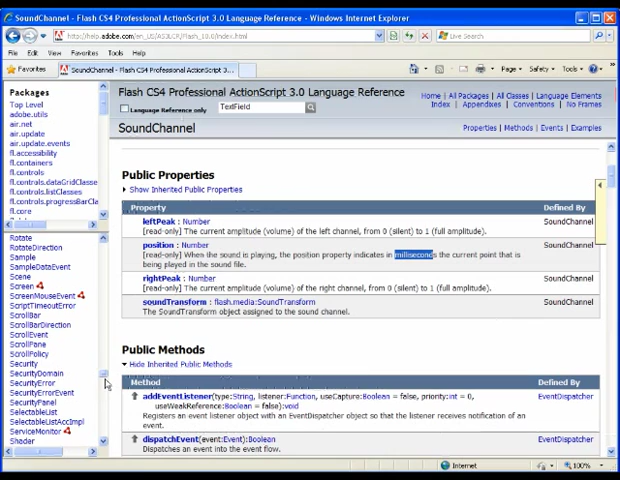 SoundChannel - Flash CS4 Professional ActionScript 3.0 Language Reference - Windows Internet Explorer
http://help.adobe.com/en_US/AS3LCR/Flash_10.0/index.html
Live Search
File Edit View Favorites Tools Help
Favorites
SoundChannel - Flash CS4 Professional ActionScript 3.0 ...
Page Safety Tools
Packages
Top Level
adobe.utils
air.net
air.update
air.update.events
fl.accessibility
fl.containers
fl.controls
fl.controls.dataGridClasses
fl.controls.listClasses
fl.controls.progressBarCla
fl.core
Rotate
RotateDirection
Sample
SampleDataEvent
Scene
Screen
ScreenMouseEvent
ScriptTimeoutError
ScrollBar
ScrollBarDirection
ScrollEvent
ScrollPane
ScrollPolicy
Security
SecurityDomain
SecurityError
SecurityErrorEvent
SecurityPanel
SelectableList
SelectableListAccImpl
ServiceMonitor
Shader
Flash CS4 Professional ActionScript 3.0 Language Reference
Language Reference only
TextField
Home | All Packages | All Classes | Language Elements
Index | Appendixes | Conventions | No Frames
SoundChannel
Properties | Methods | Events | Examples
Public Properties
Show Inherited Public Properties
Property Defined By
leftPeak : Number SoundChannel
[read-only] The current amplitude (volume) of the left channel, from 0 (silent) to 1 (full amplitude).
position : Number SoundChannel
[read-only] When the sound is playing, the position property indicates in milliseconds the current point that is
being played in the sound file.
rightPeak : Number SoundChannel
[read-only] The current amplitude (volume) of the right channel, from 0 (silent) to 1 (full amplitude).
soundTransform : flash.media:SoundTransform SoundChannel
The SoundTransform object assigned to the sound channel.
Public Methods
Hide Inherited Public Methods
Method Defined By
addEventListener(type:String, listener:Function, useCapture:Boolean = false, priority:int = 0, EventDispatcher
useWeakReference:Boolean = false):void
Registers an event listener object with an EventDispatcher object so that the listener receives notification of an
event.
dispatchEvent(event:Event):Boolean EventDispatcher
Dispatches an event into the event flow.
Internet 100%